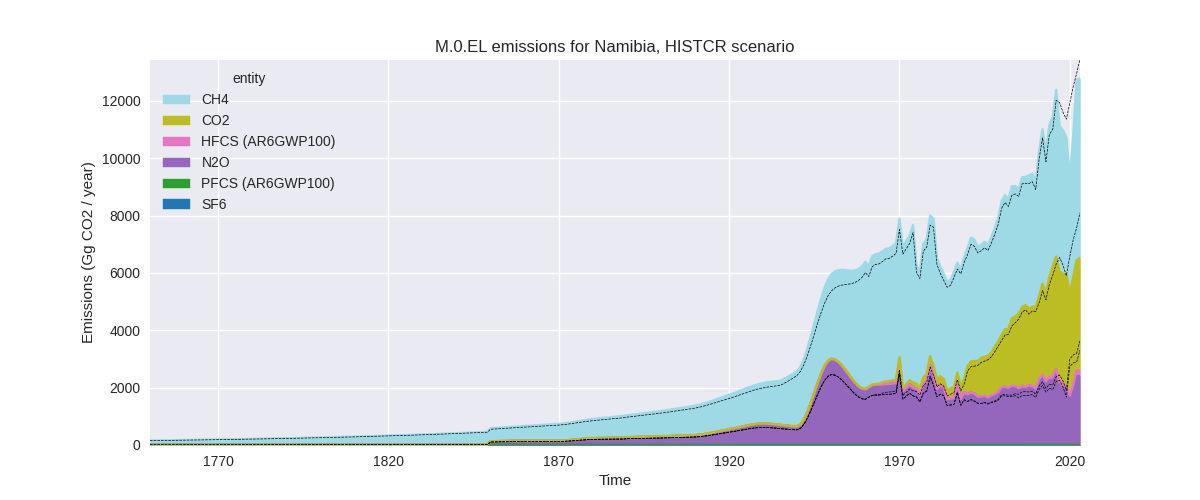 M.0.EL emissions for Namibia, HISTCR scenario
entity
CH4
CO2
HFCS (AR6GWP100)
N2O
PFCS (AR6GWP100)
SF6
Emissions (Gg CO2 / year)
12000
10000
8000
6000
4000
2000
0
1770
1820
1870
1920
1970
2020
Time